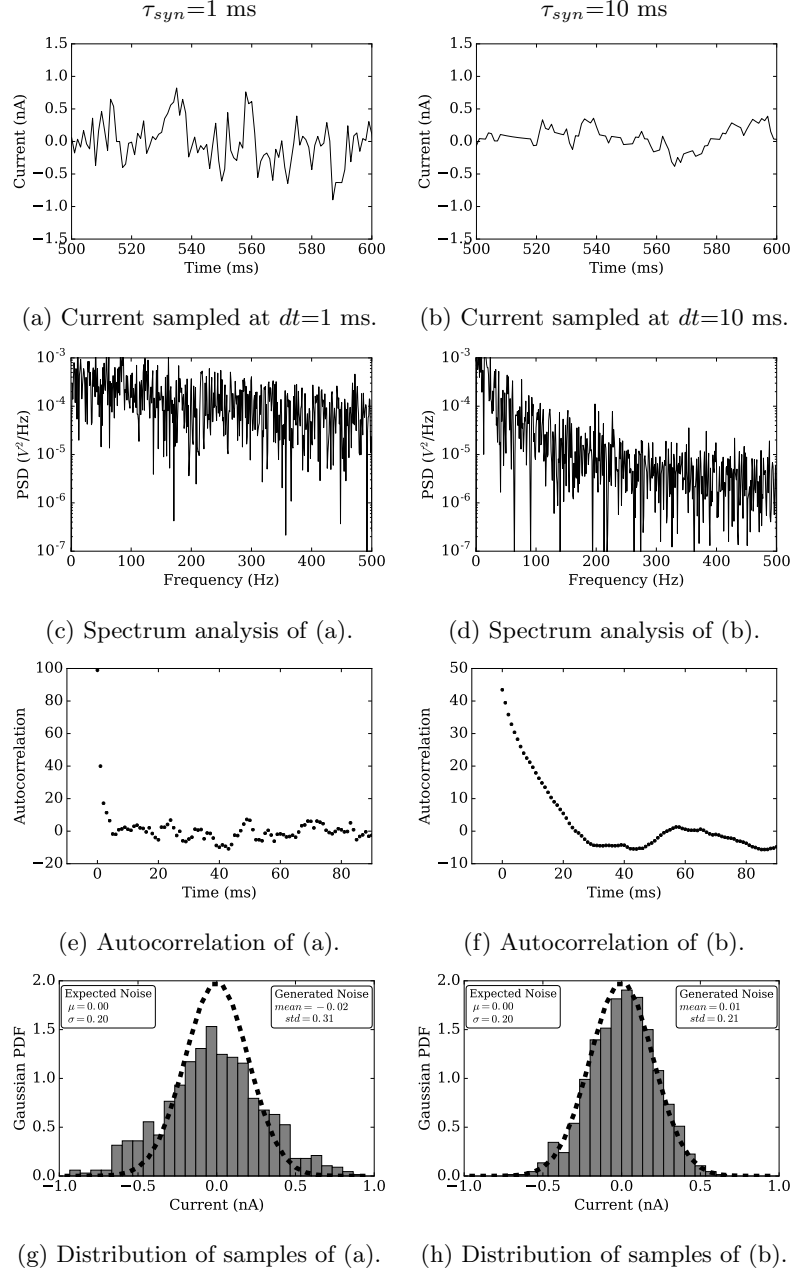 τ_syn=1 ms
τ_syn=10 ms
1.5
1.0
0.5
0.0
−0.5
−1.0
−1.5
Current (nA)
500 520 540 560 580 600
Time (ms)
1.5
1.0
0.5
0.0
−0.5
−1.0
−1.5
Current (nA)
500 520 540 560 580 600
Time (ms)
(a) Current sampled at dt=1 ms.
(b) Current sampled at dt=10 ms.
10^-3
10^-4
10^-5
10^-6
10^-7
PSD (V²/Hz)
0 100 200 300 400 500
Frequency (Hz)
10^-3
10^-4
10^-5
10^-6
10^-7
PSD (V²/Hz)
0 100 200 300 400 500
Frequency (Hz)
(c) Spectrum analysis of (a).
(d) Spectrum analysis of (b).
100
80
60
40
20
0
−20
Autocorrelation
0 20 40 60 80
Time (ms)
50
40
30
20
10
0
−10
Autocorrelation
0 20 40 60 80
Time (ms)
(e) Autocorrelation of (a).
(f) Autocorrelation of (b).
2.0
1.5
1.0
0.5
0.0
Gaussian PDF
Expected Noise
μ = 0.00
σ = 0.20
Generated Noise
mean = −0.02
std = 0.31
−1.0 −0.5 0.0 0.5 1.0
Current (nA)
2.0
1.5
1.0
0.5
0.0
Gaussian PDF
Expected Noise
μ = 0.00
σ = 0.20
Generated Noise
mean = 0.01
std = 0.21
−1.0 −0.5 0.0 0.5 1.0
Current (nA)
(g) Distribution of samples of (a).
(h) Distribution of samples of (b).